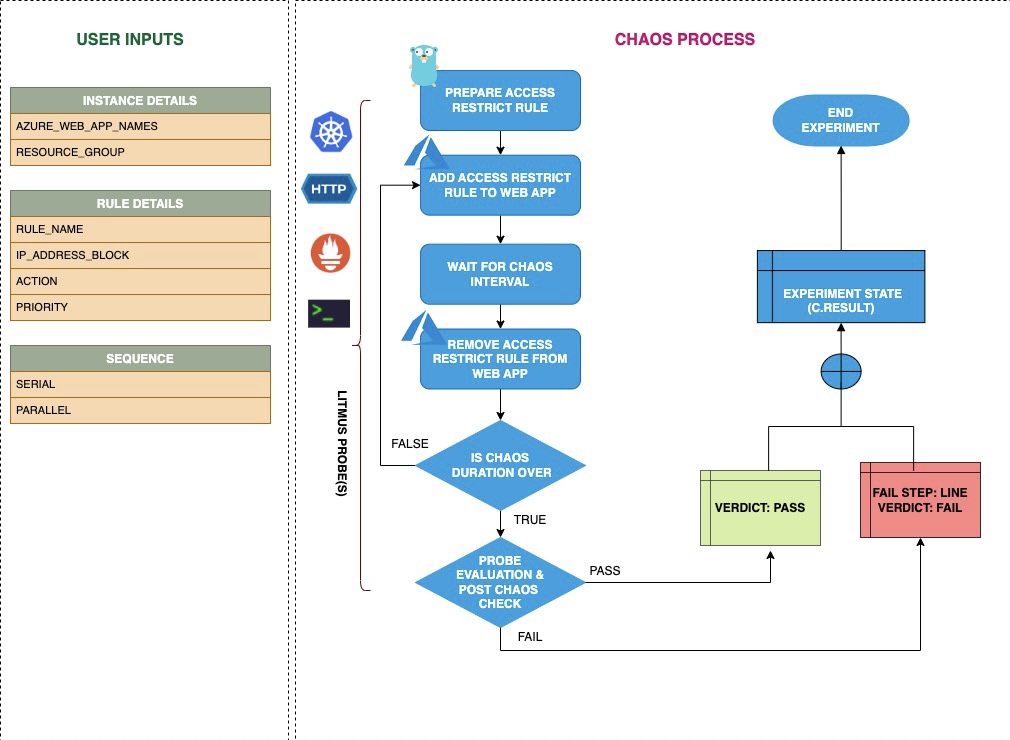 USER INPUTS
INSTANCE DETAILS
AZURE_WEB_APP_NAMES
RESOURCE_GROUP
RULE DETAILS
RULE_NAME
IP_ADDRESS_BLOCK
ACTION
PRIORITY
SEQUENCE
SERIAL
PARALLEL
CHAOS PROCESS
HTTP
>_
LITMUS PROBE(S)
PREPARE ACCESS
RESTRICT RULE
ADD ACCESS RESTRICT
RULE TO WEB APP
WAIT FOR CHAOS
INTERVAL
REMOVE ACCESS
RESTRICT RULE FROM
WEB APP
FALSE
IS CHAOS
DURATION OVER
TRUE
PROBE
EVALUATION &
POST CHAOS
CHECK
PASS
FAIL
VERDICT: PASS
FAIL STEP: LINE
VERDICT: FAIL
EXPERIMENT STATE
(C.RESULT)
END
EXPERIMENT